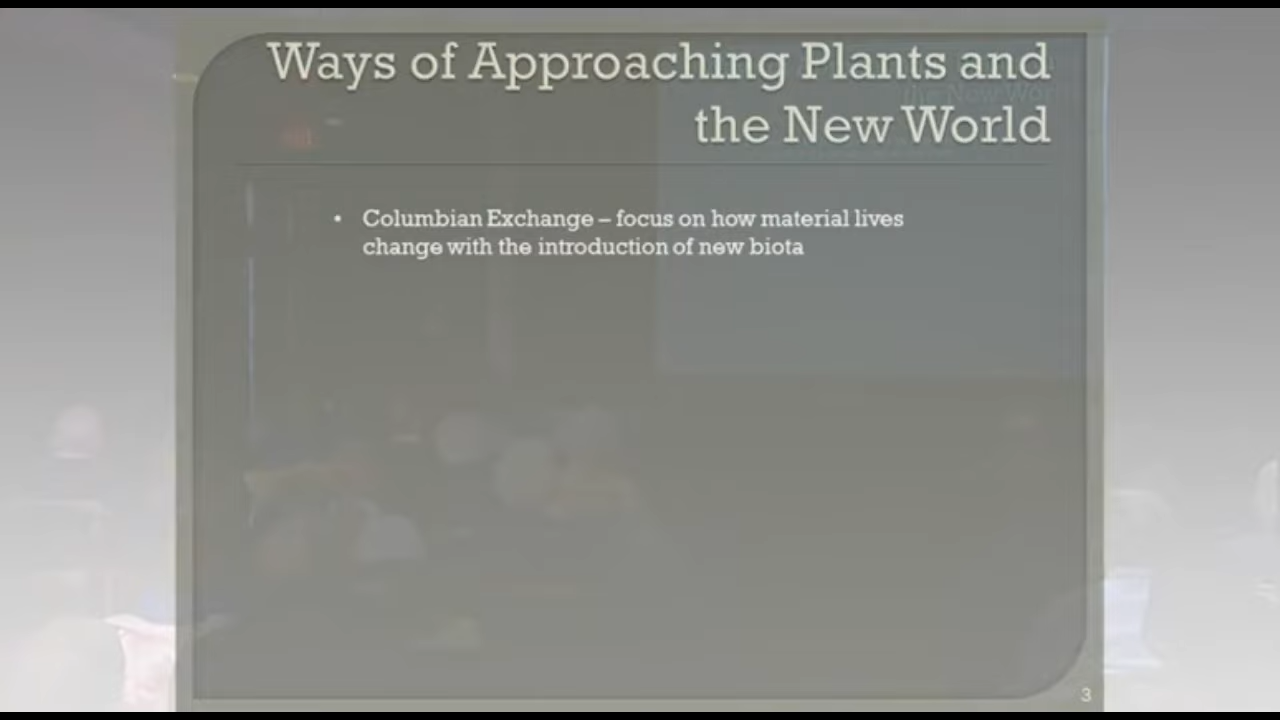 Ways of Approaching Plants and
the New World
• Columbian Exchange – focus on how material lives
change with the introduction of new biota
3